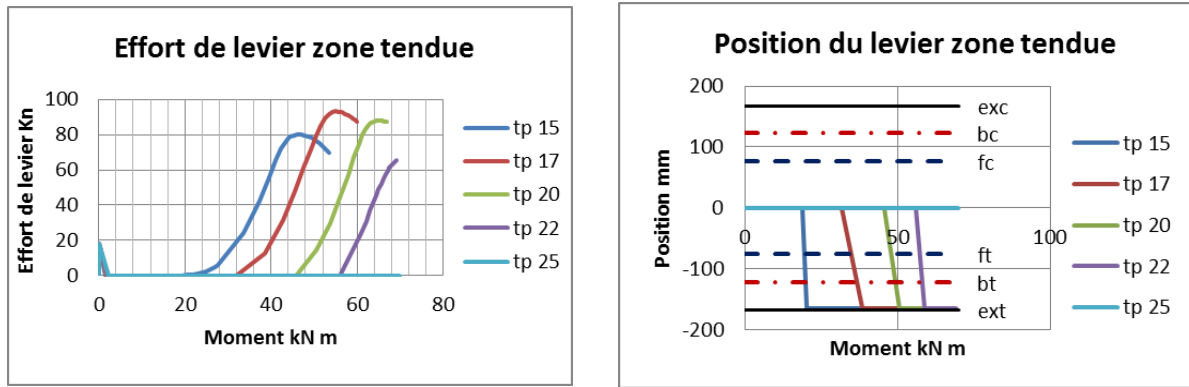 Effort de levier zone tendue
Effort de levier Kn
100
80
60
40
20
0
0 20 40 60 80
Moment kN m
tp 15
tp 17
tp 20
tp 22
tp 25
Position du levier zone tendue
Position mm
200
100
0
-100
-200
0 50 100
exc
bc
fc
ft
bt
ext
Moment kN m
tp 15
tp 17
tp 20
tp 22
tp 25